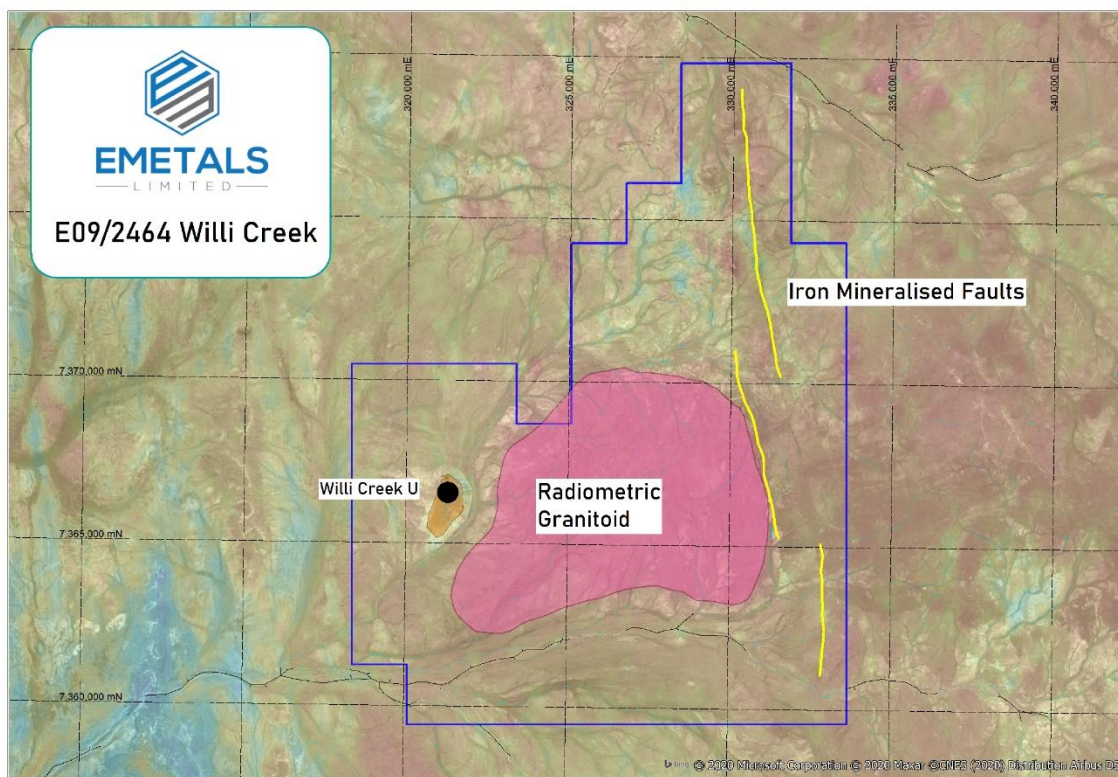 EMETALS
LIMITED
E09/2464 Willi Creek
320,000 mE
325,000 mE
330,000 mE
335,000 mE
340,000 mE
Iron Mineralised Faults
7,370,000 mN
Willi Creek U
Radiometric
Granitoid
7,365,000 mN
7,360,000 mN
bing © 2020 Microsoft Corporation © 2020 Maxar ©CNES (2020) Distribution Airbus DS